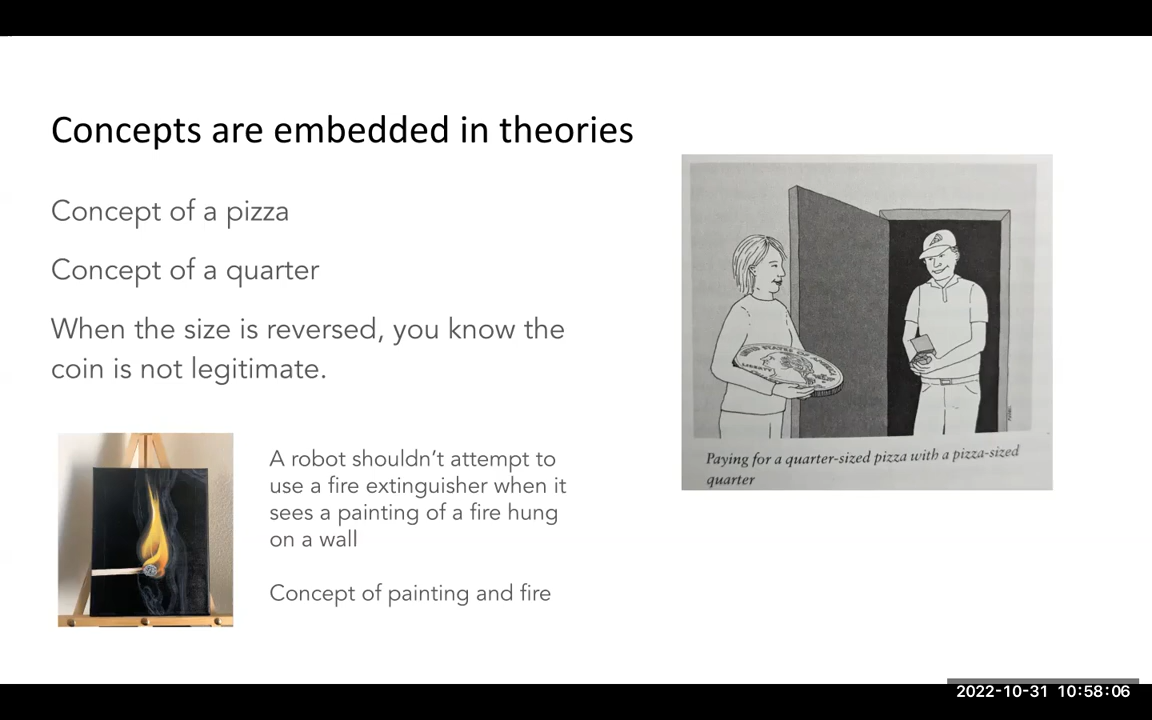 Concepts are embedded in theories
Concept of a pizza
Concept of a quarter
When the size is reversed, you know the
coin is not legitimate.
A robot shouldn’t attempt to
use a fire extinguisher when it
sees a painting of a fire hung
on a wall
Concept of painting and fire
LIBERTY
Paying for a quarter-sized pizza with a pizza-sized
quarter
2022-10-31 10:58:06